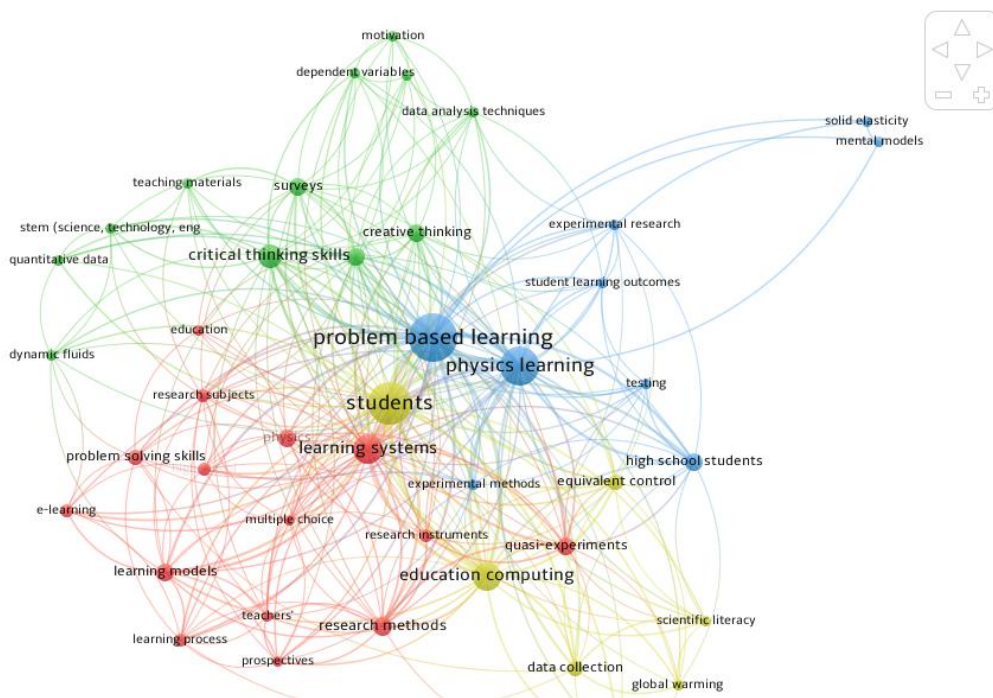 motivation
dependent variables
data analysis techniques
solid elasticity
mental models
teaching materials
surveys
stem (science, technology, eng
creative thinking
experimental research
critical thinking skills
quantitative data
student learning outcomes
education
problem based learning
dynamic fluids
physics learning
testing
research subjects
students
physics
learning systems
problem solving skills
high school students
experimental methods
equivalent control
e-learning
multiple choice
research instruments
quasi-experiments
learning models
education computing
teachers'
research methods
scientific literacy
learning process
prospectives
data collection
global warming